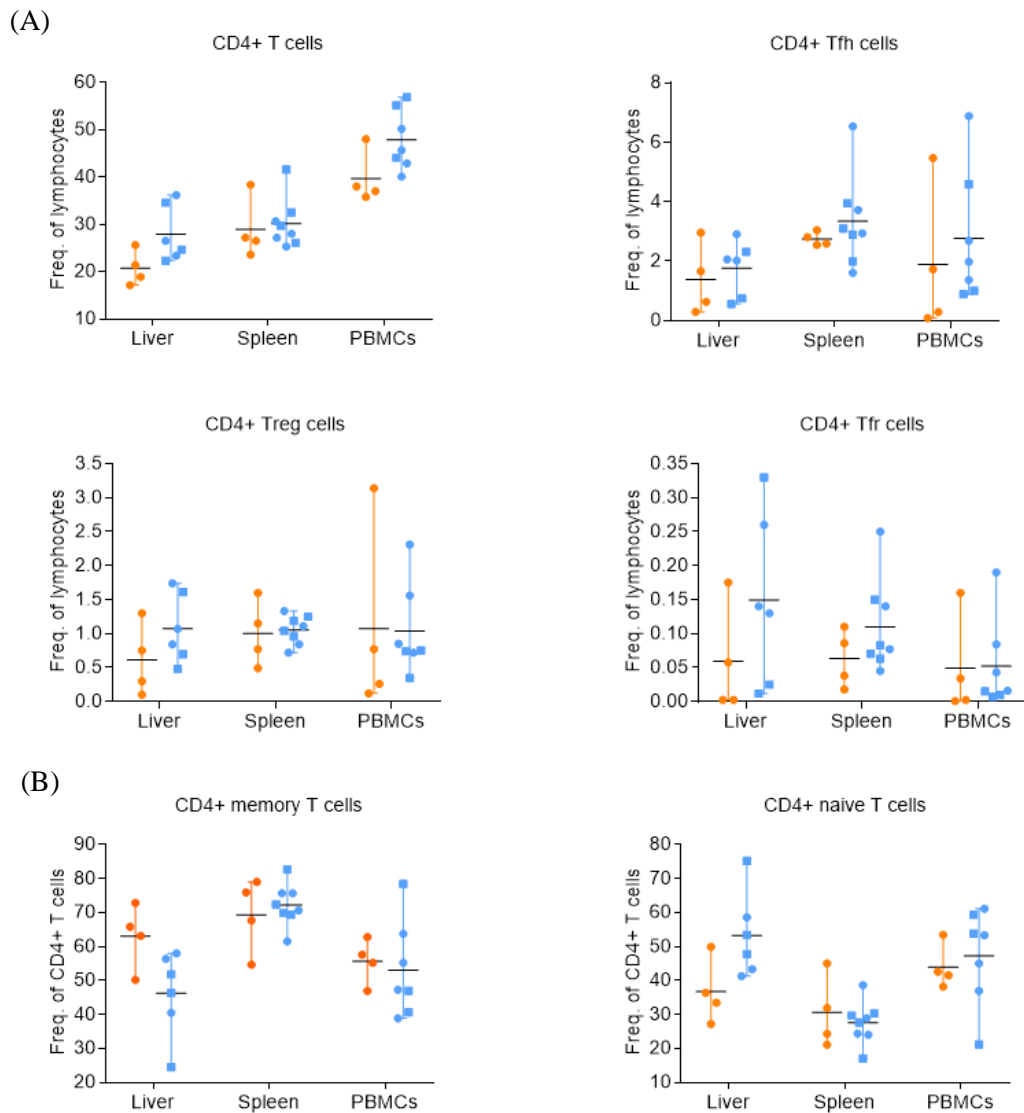 (A)
CD4+ T cells
Freq. of lymphocytes
60
50
40
30
20
10
Liver Spleen PBMCs
CD4+ Tfh cells
Freq. of lymphocytes
8
6
4
2
0
Liver Spleen PBMCs
CD4+ Treg cells
Freq. of lymphocytes
3.5
3.0
2.5
2.0
1.5
1.0
0.5
0.0
Liver Spleen PBMCs
CD4+ Tfr cells
Freq. of lymphocytes
0.35
0.30
0.25
0.20
0.15
0.10
0.05
0.00
Liver Spleen PBMCs
(B)
CD4+ memory T cells
Freq. of CD4+ T cells
90
80
70
60
50
40
30
20
Liver Spleen PBMCs
CD4+ naive T cells
Freq. of CD4+ T cells
80
70
60
50
40
30
20
10
Liver Spleen PBMCs